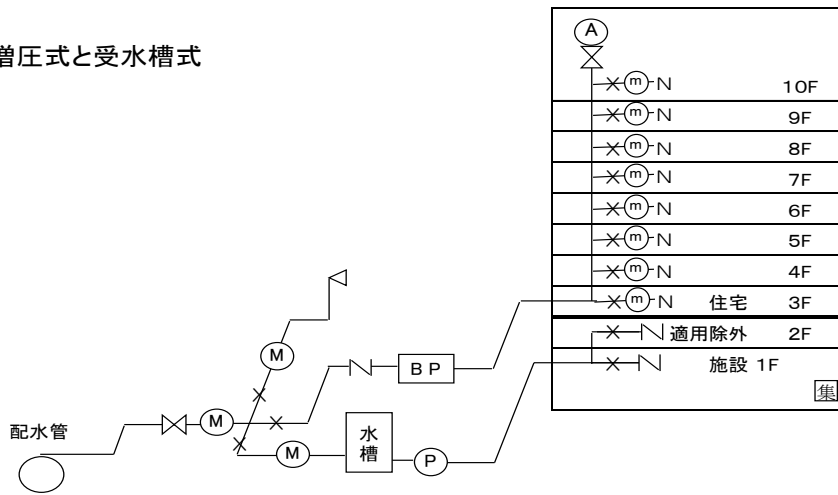 増圧式と受水槽式
A
m N 10F
m N 9F
m N 8F
m N 7F
m N 6F
m N 5F
m N 4F
m N 住宅 3F
適用除外 2F
施設 1F
集
M
BP
配水管
M
水槽
M
P